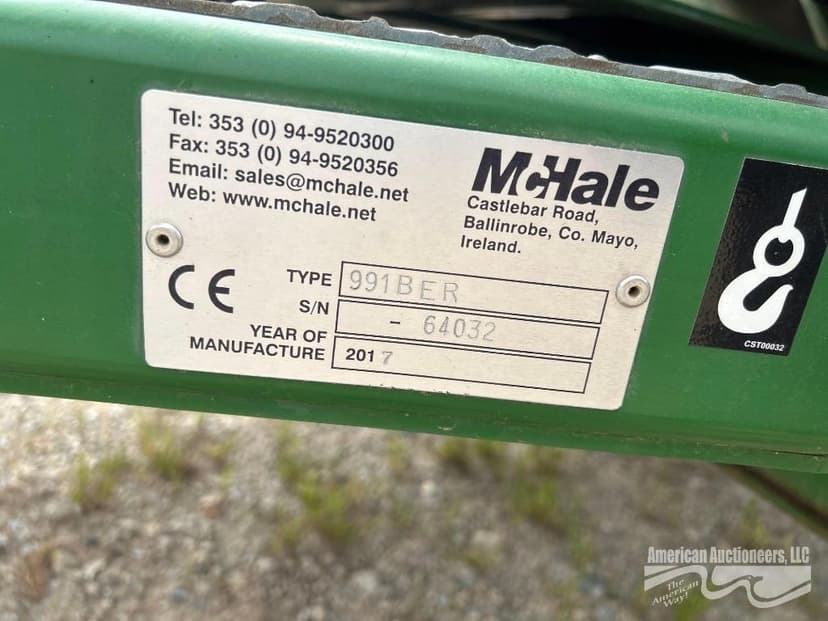 Tel: 353 (0) 94-9520300
Fax: 353 (0) 94-9520356
Email: sales@mchale.net
Web: www.mchale.net
McHale
Castlebar Road,
Ballinrobe, Co. Mayo,
Ireland.
CE
TYPE 991BER
S/N - 64032
YEAR OF
MANUFACTURE 2017
CST00032
American Auctioneers, LLC
The
American
Way!